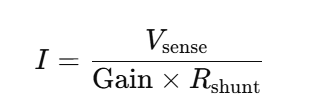 I = V_sense / (Gain × R_shunt)